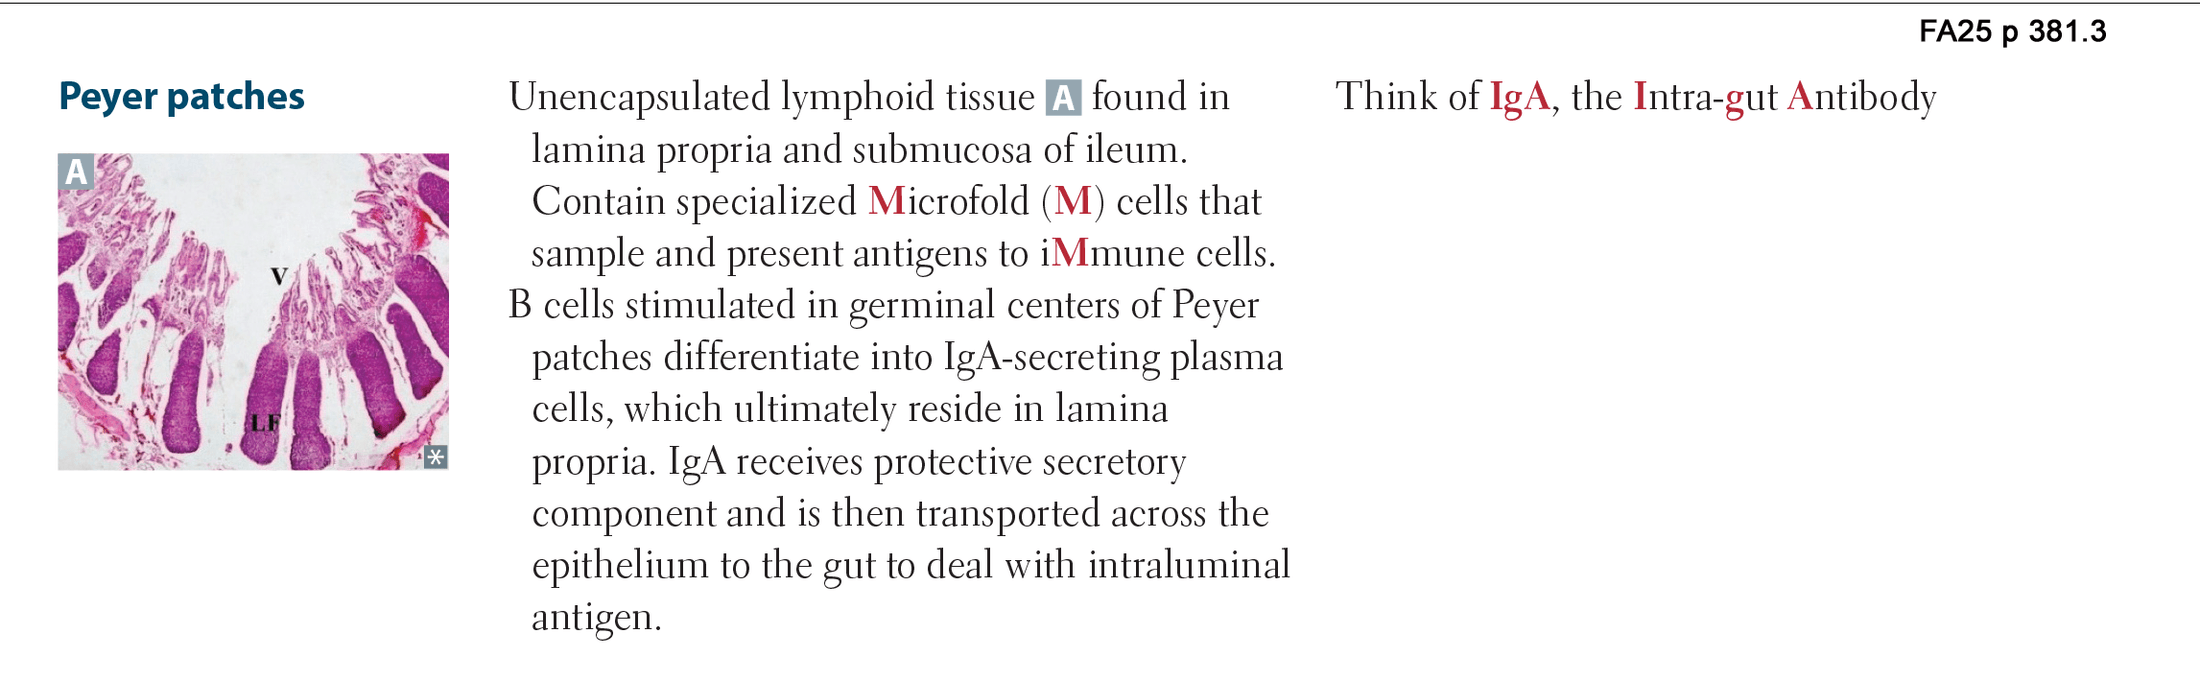 FA25 p 381.3
Peyer patches
A
V
LF
*
Unencapsulated lymphoid tissue A found in
lamina propria and submucosa of ileum.
Contain specialized Microfold (M) cells that
sample and present antigens to iMmune cells.
B cells stimulated in germinal centers of Peyer
patches differentiate into IgA-secreting plasma
cells, which ultimately reside in lamina
propria. IgA receives protective secretory
component and is then transported across the
epithelium to the gut to deal with intraluminal
antigen.
Think of IgA, the Intra-gut Antibody